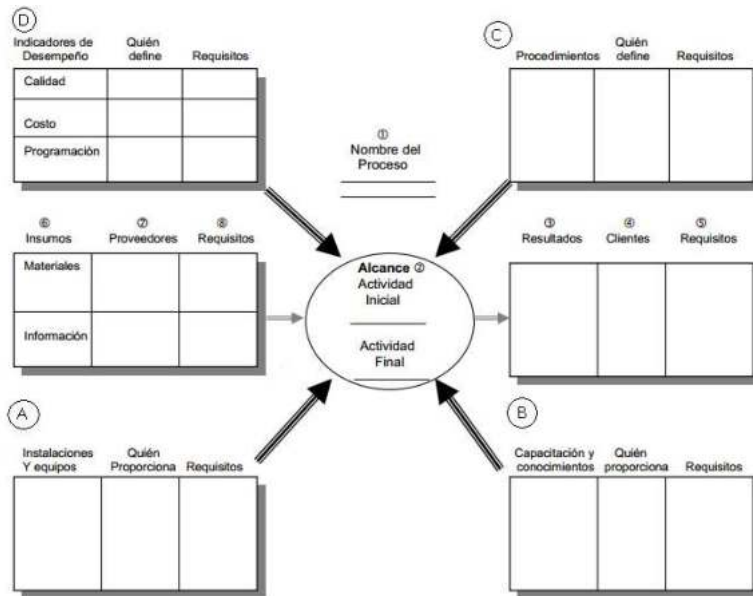 D
Indicadores de
Desempeño
Quién
define
Requisitos
Calidad
Costo
Programación
①
Nombre del
Proceso
C
Procedimientos
Quién
define
Requisitos
⑥
Insumos
⑦
Proveedores
⑧
Requisitos
Materiales
Información
Alcance ②
Actividad
Inicial
Actividad
Final
③
Resultados
④
Clientes
⑤
Requisitos
A
Instalaciones
Y equipos
Quién
Proporciona
Requisitos
B
Capacitación y
conocimientos
Quién
proporciona
Requisitos